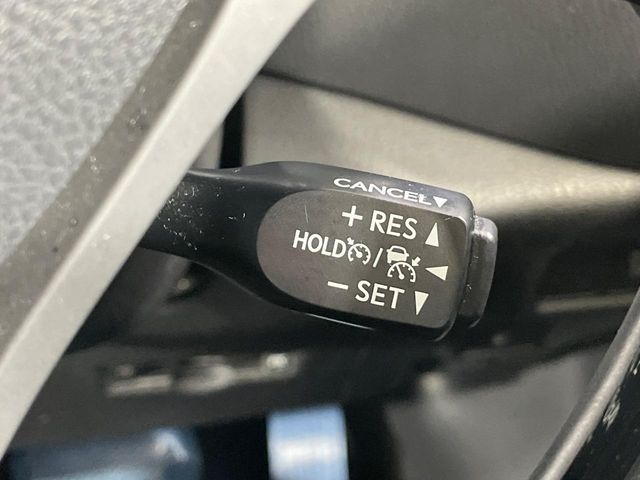 CANCEL
+ RES
HOLD /
− SET